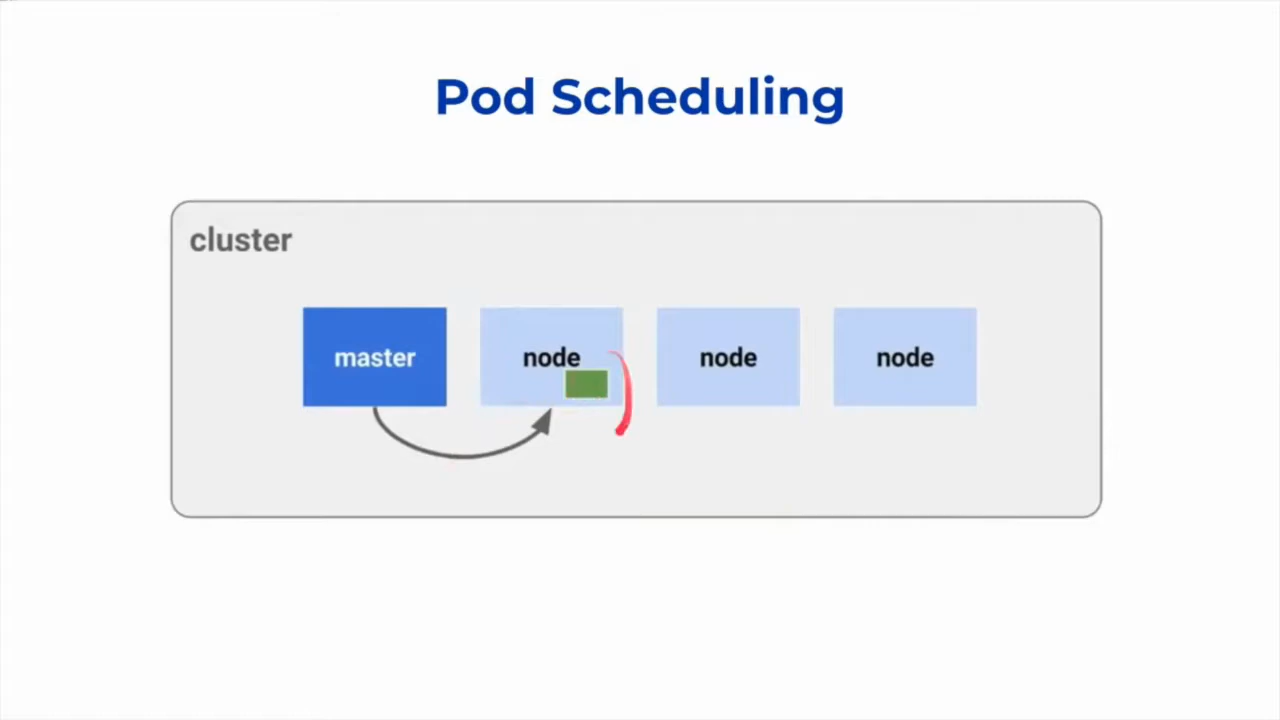 Pod Scheduling
cluster
master
node
node
node